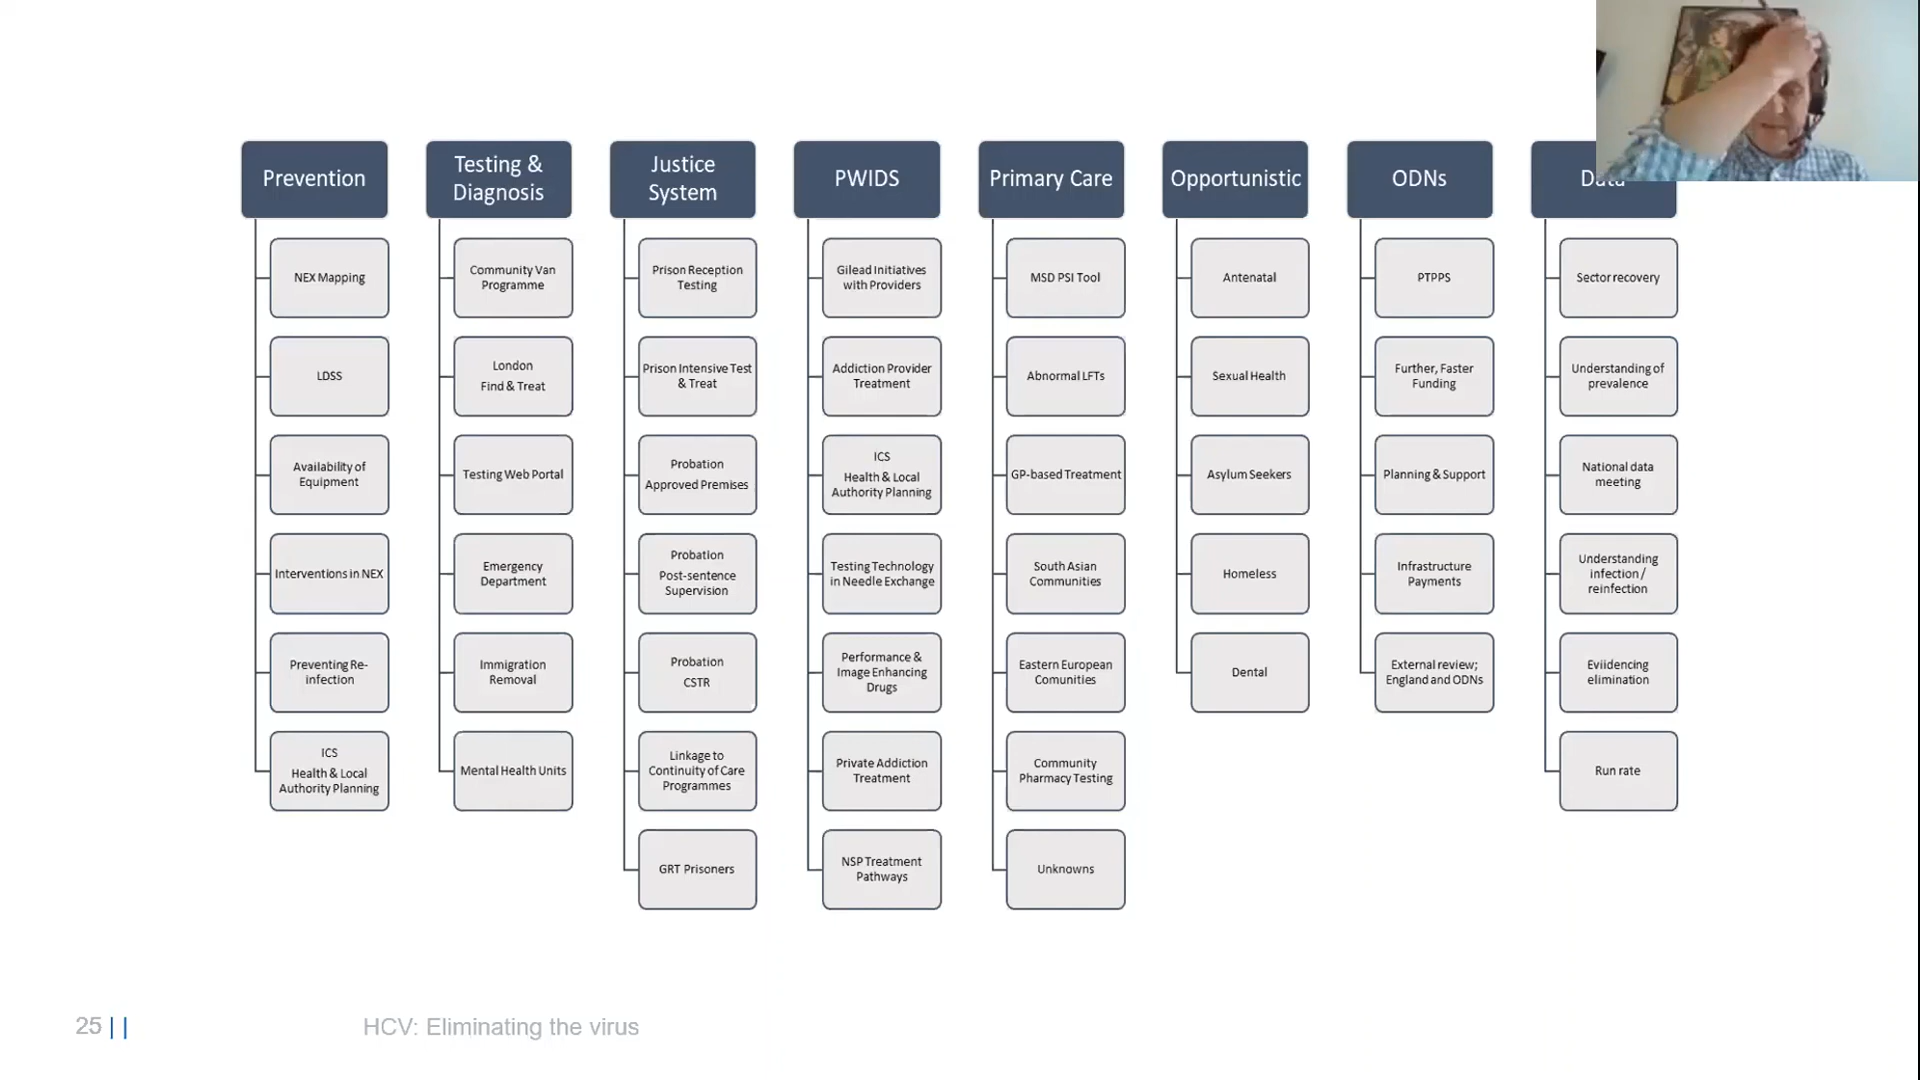 Prevention
NEX Mapping
LDSS
Availability of
Equipment
Interventions in NEX
Preventing Re-
infection
ICS
Health & Local
Authority Planning
Testing &
Diagnosis
Community Van
Programme
London
Find & Treat
Testing Web Portal
Emergency
Department
Immigration
Removal
Mental Health Units
Justice
System
Prison Reception
Testing
Prison Intensive Test
& Treat
Probation
Approved Premises
Probation
Post-sentence
Supervision
Probation
CSTR
Linkage to
Continuity of Care
Programmes
GRT Prisoners
PWIDS
Gilead Initiatives
with Providers
Addiction Provider
Treatment
ICS
Health & Local
Authority Planning
Testing Technology
in Needle Exchange
Performance &
Image Enhancing
Drugs
Private Addiction
Treatment
NSP Treatment
Pathways
Primary Care
MSD PSI Tool
Abnormal LFTs
GP-based Treatment
South Asian
Communities
Eastern European
Comunities
Community
Pharmacy Testing
Unknowns
Opportunistic
Antenatal
Sexual Health
Asylum Seekers
Homeless
Dental
ODNs
PTPPS
Further, Faster
Funding
Planning & Support
Infrastructure
Payments
External review;
England and ODNs
Data
Sector recovery
Understanding of
prevalence
National data
meeting
Understanding
infection /
reinfection
Eviidencing
elimination
Run rate
25 | |
HCV: Eliminating the virus